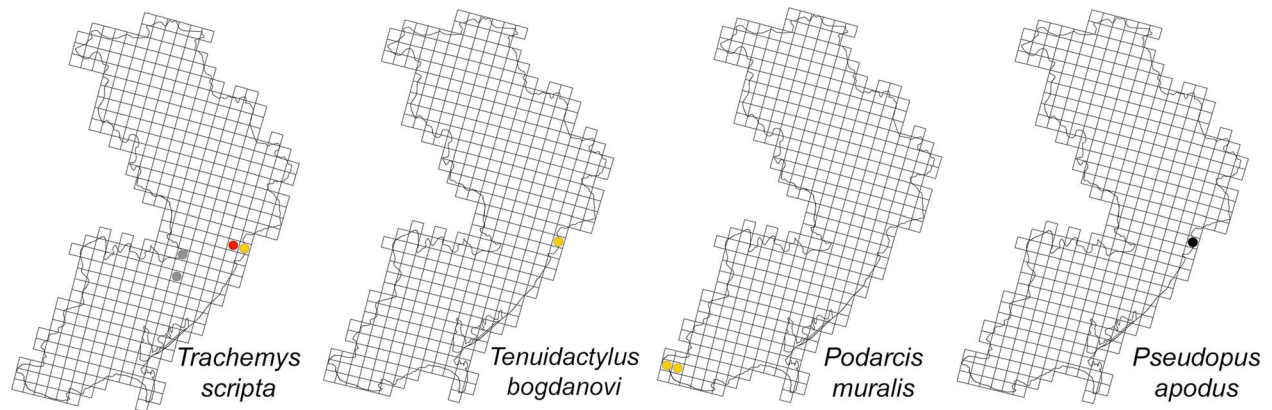 Trachemys
scripta
Tenuidactylus
bogdanovi
Podarcis
muralis
Pseudopus
apodus